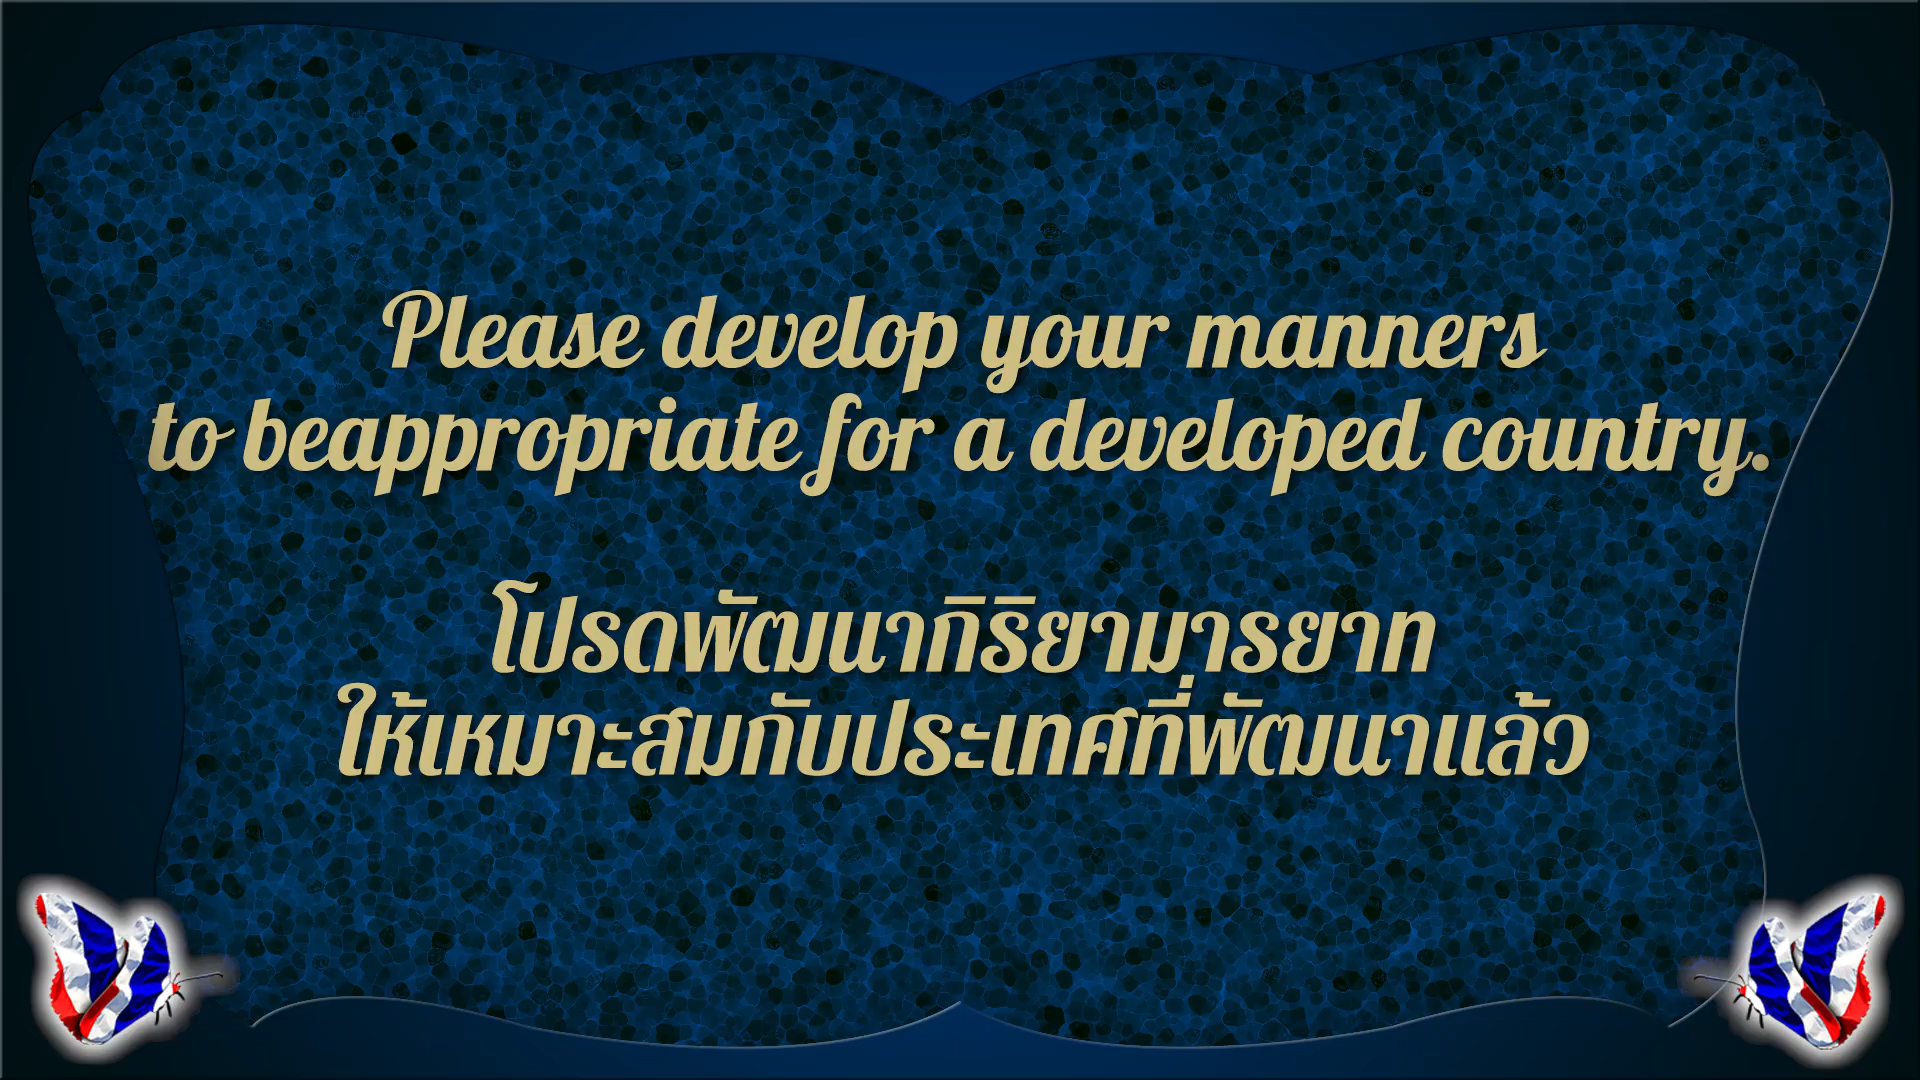 Please develop your manners
to beappropriate for a developed country.
โปรดพัฒนากิริยามารยาท
ให้เหมาะสมกับประเทศที่พัฒนาแล้ว